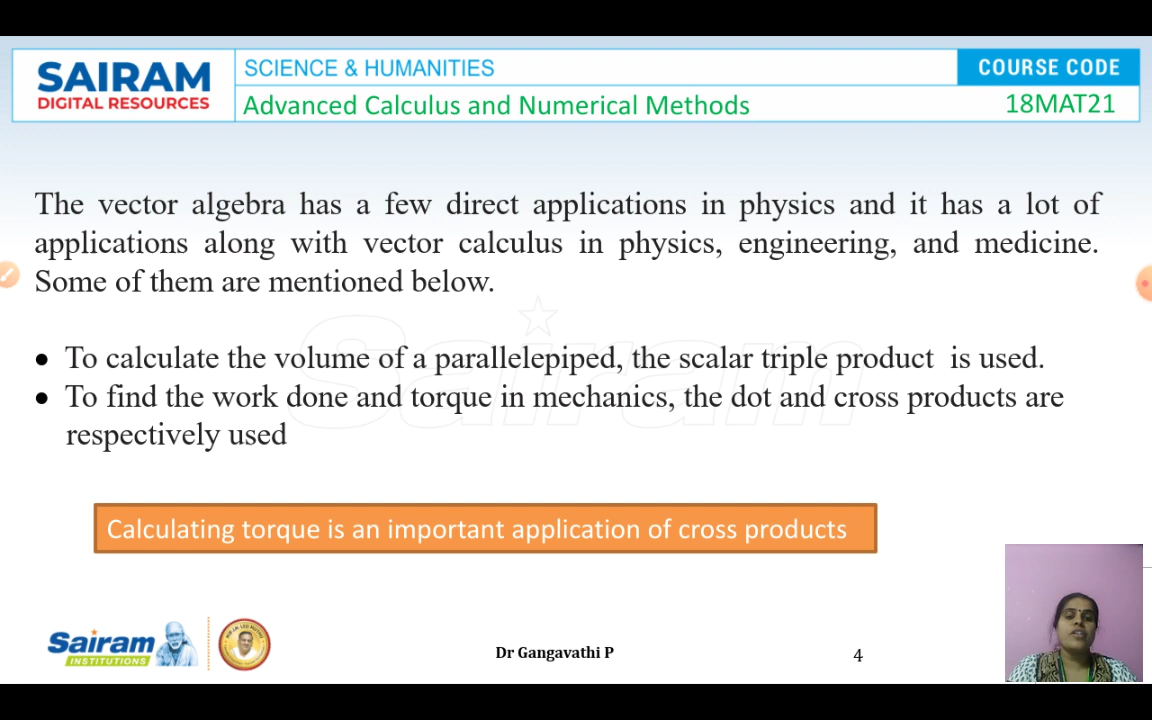 SAIRAM
DIGITAL RESOURCES
SCIENCE & HUMANITIES
COURSE CODE
Advanced Calculus and Numerical Methods
18MAT21
The vector algebra has a few direct applications in physics and it has a lot of
applications along with vector calculus in physics, engineering, and medicine.
Some of them are mentioned below.
Sairam
• To calculate the volume of a parallelepiped, the scalar triple product is used.
• To find the work done and torque in mechanics, the dot and cross products are
respectively used
Calculating torque is an important application of cross products
Sairam
INSTITUTIONS
Dr Gangavathi P
4